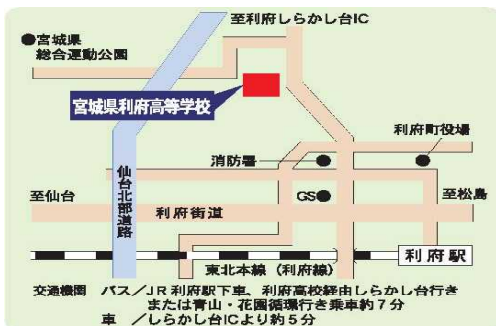 至利府しらかし台IC
●宮城県
総合運動公園
宮城県利府高等学校
利府町役場
消防署
仙台北部道路
GS
至仙台
至松島
利府街道
利府駅
東北本線（利府線）
交通機関 バス／JR利府駅下車、利府高校経由しらかし台行き
または青山・花園循環行き乗車約7分
車 ／しらかし台ICより約5分